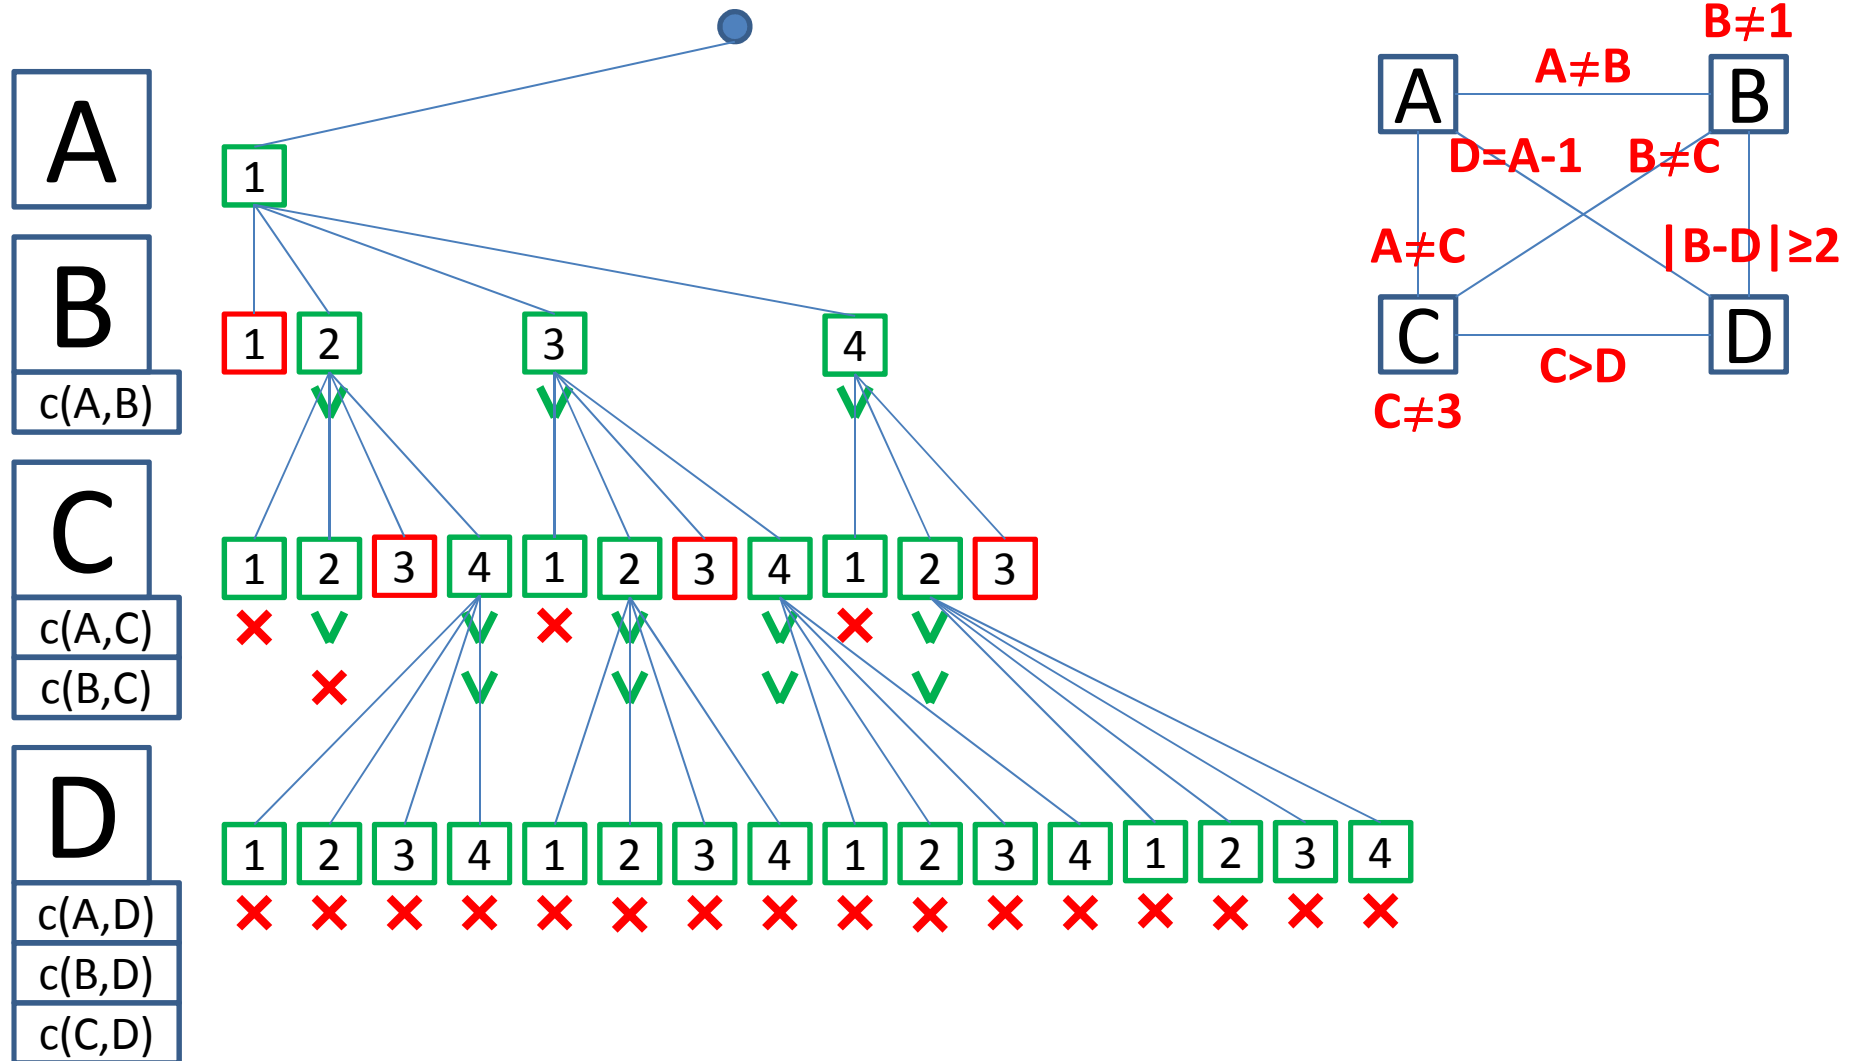 A
1
B
1 2 3 4
c(A,B)
C
1 2 3 4 1 2 3 4 1 2 3
c(A,C)
c(B,C)
D
1 2 3 4 1 2 3 4 1 2 3 4 1 2 3 4
c(A,D)
c(B,D)
c(C,D)
B≠1
A A≠B B
D=A-1 B≠C
A≠C |B-D|≥2
C D
C>D
C≠3